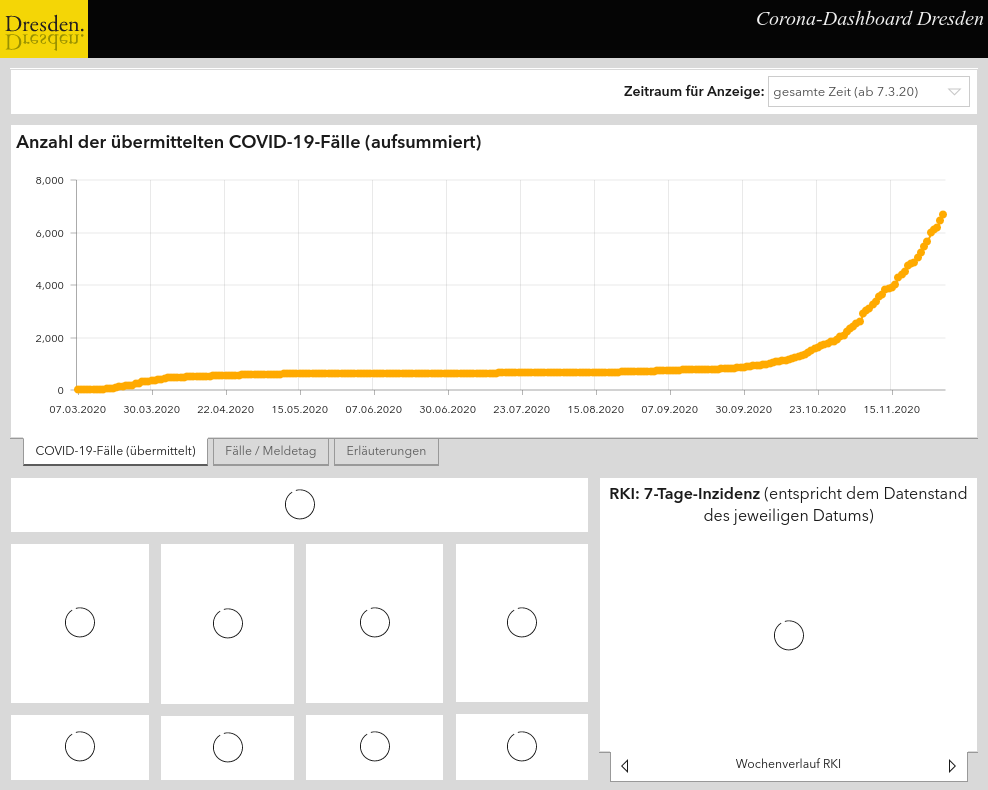 Dresden.
Dresden.
Corona-Dashboard Dresden
Zeitraum für Anzeige: gesamte Zeit (ab 7.3.20)
Anzahl der übermittelten COVID-19-Fälle (aufsummiert)
8,000
6,000
4,000
2,000
0
07.03.2020 30.03.2020 22.04.2020 15.05.2020 07.06.2020 30.06.2020 23.07.2020 15.08.2020 07.09.2020 30.09.2020 23.10.2020 15.11.2020
COVID-19-Fälle (übermittelt) Fälle / Meldetag Erläuterungen
RKI: 7-Tage-Inzidenz (entspricht dem Datenstand
des jeweiligen Datums)
Wochenverlauf RKI